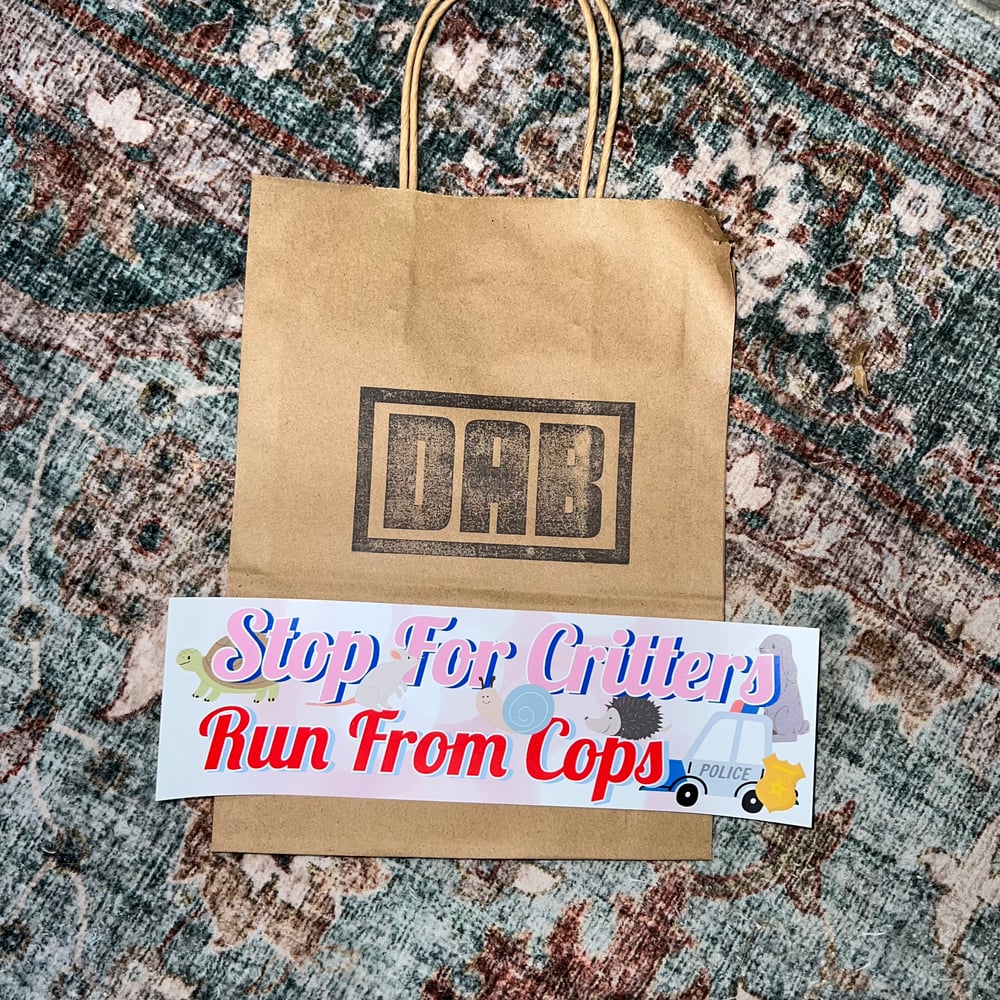 DAB
Stop For Critters
Run From Cops
POLICE